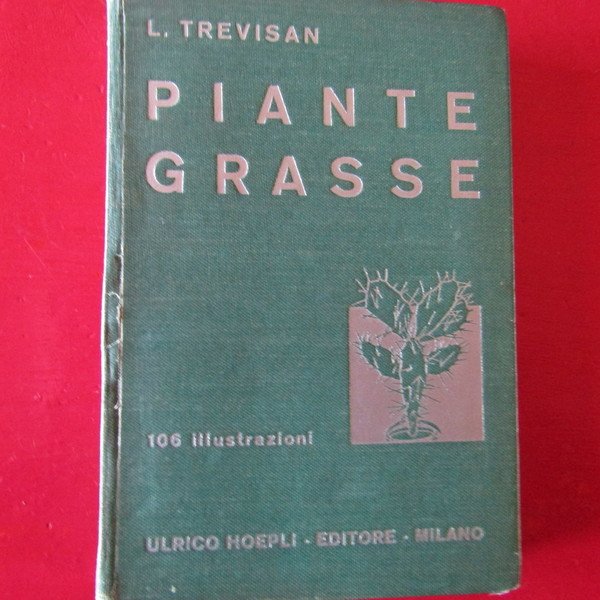 L. TREVISAN
PIANTE
GRASSE
106 illustrazioni
ULRICO HOEPLI · EDITORE · MILANO